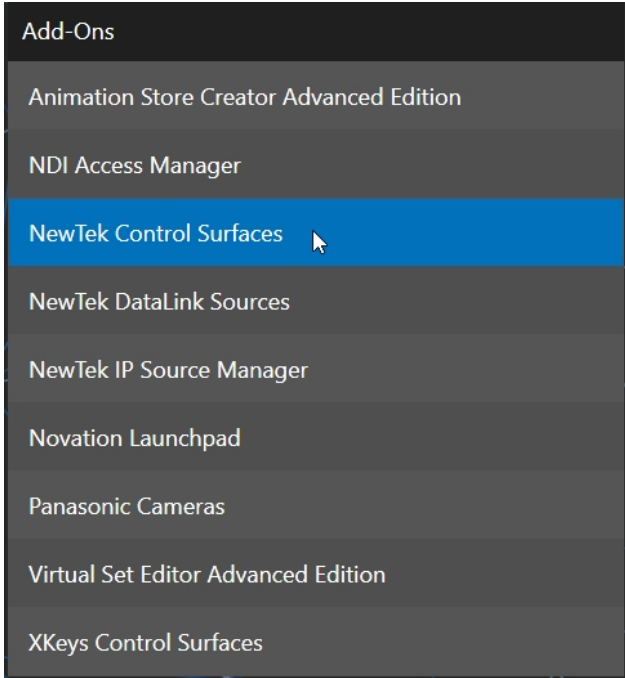 Add-Ons
Animation Store Creator Advanced Edition
NDI Access Manager
NewTek Control Surfaces
NewTek DataLink Sources
NewTek IP Source Manager
Novation Launchpad
Panasonic Cameras
Virtual Set Editor Advanced Edition
XKeys Control Surfaces